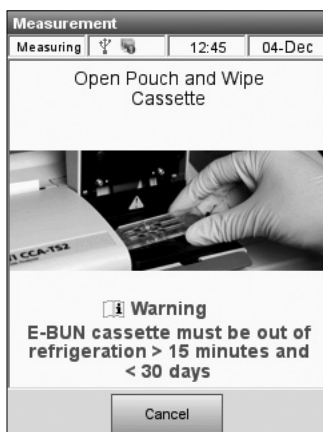 Measurement
Measuring 12:45 04-Dec
Open Pouch and Wipe
Cassette
CCA-TS2
Warning
E-BUN cassette must be out of
refrigeration > 15 minutes and
< 30 days
Cancel